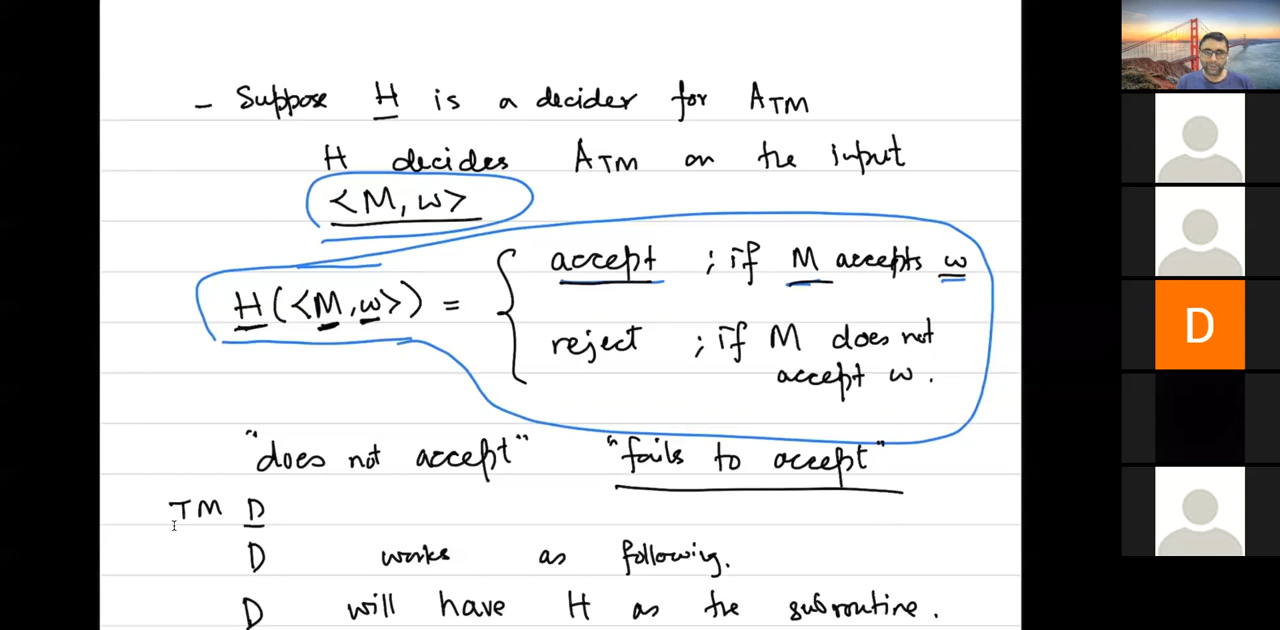 - Suppose H is a decider for ATM
H decides ATM on the input
<M, w>
accept ; if M accepts w
H(<M, w>) =
reject ; if M does not
accept w.
"does not accept" "fails to accept"
TM D
D works as following.
D will have H as the subroutine.
D